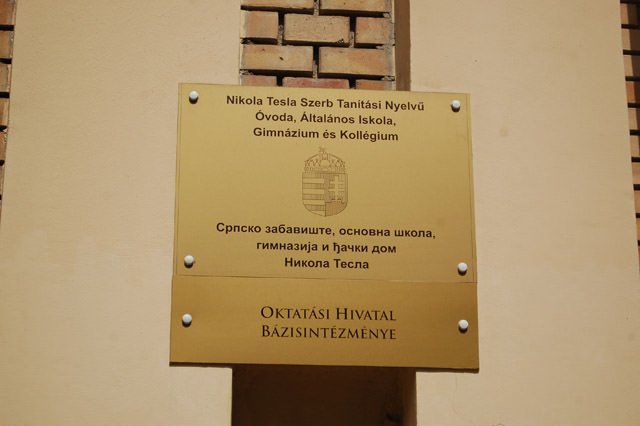 Nikola Tesla Szerb Tanítási Nyelvű
Óvoda, Általános Iskola,
Gimnázium és Kollégium
Српско забавиште, основна школа,
гимназија и ђачки дом
Никола Тесла
OKTATÁSI HIVATAL
BÁZISINTÉZMÉNYE